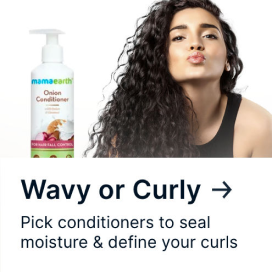 mamaearth
Onion
Conditioner
Wavy or Curly →
Pick conditioners to seal
moisture & define your curls